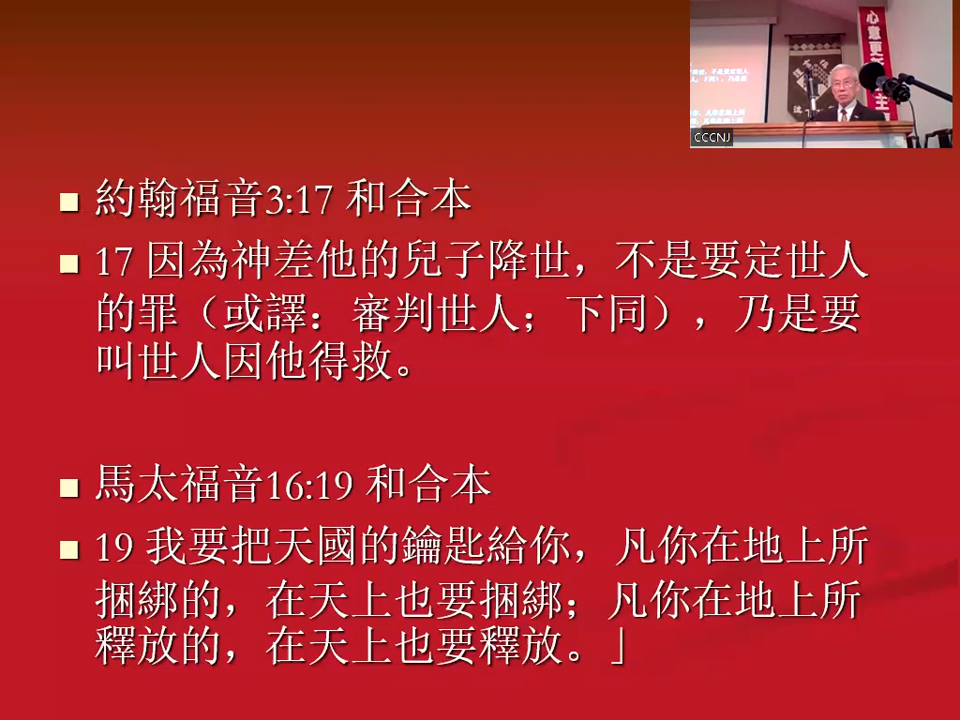 心意更新
主
CCCNJ
約翰福音3:17 和合本
17 因為神差他的兒子降世，不是要定世人
的罪（或譯：審判世人；下同），乃是要
叫世人因他得救。
馬太福音16:19 和合本
19 我要把天國的鑰匙給你，凡你在地上所
捆綁的，在天上也要捆綁；凡你在地上所
釋放的，在天上也要釋放。」